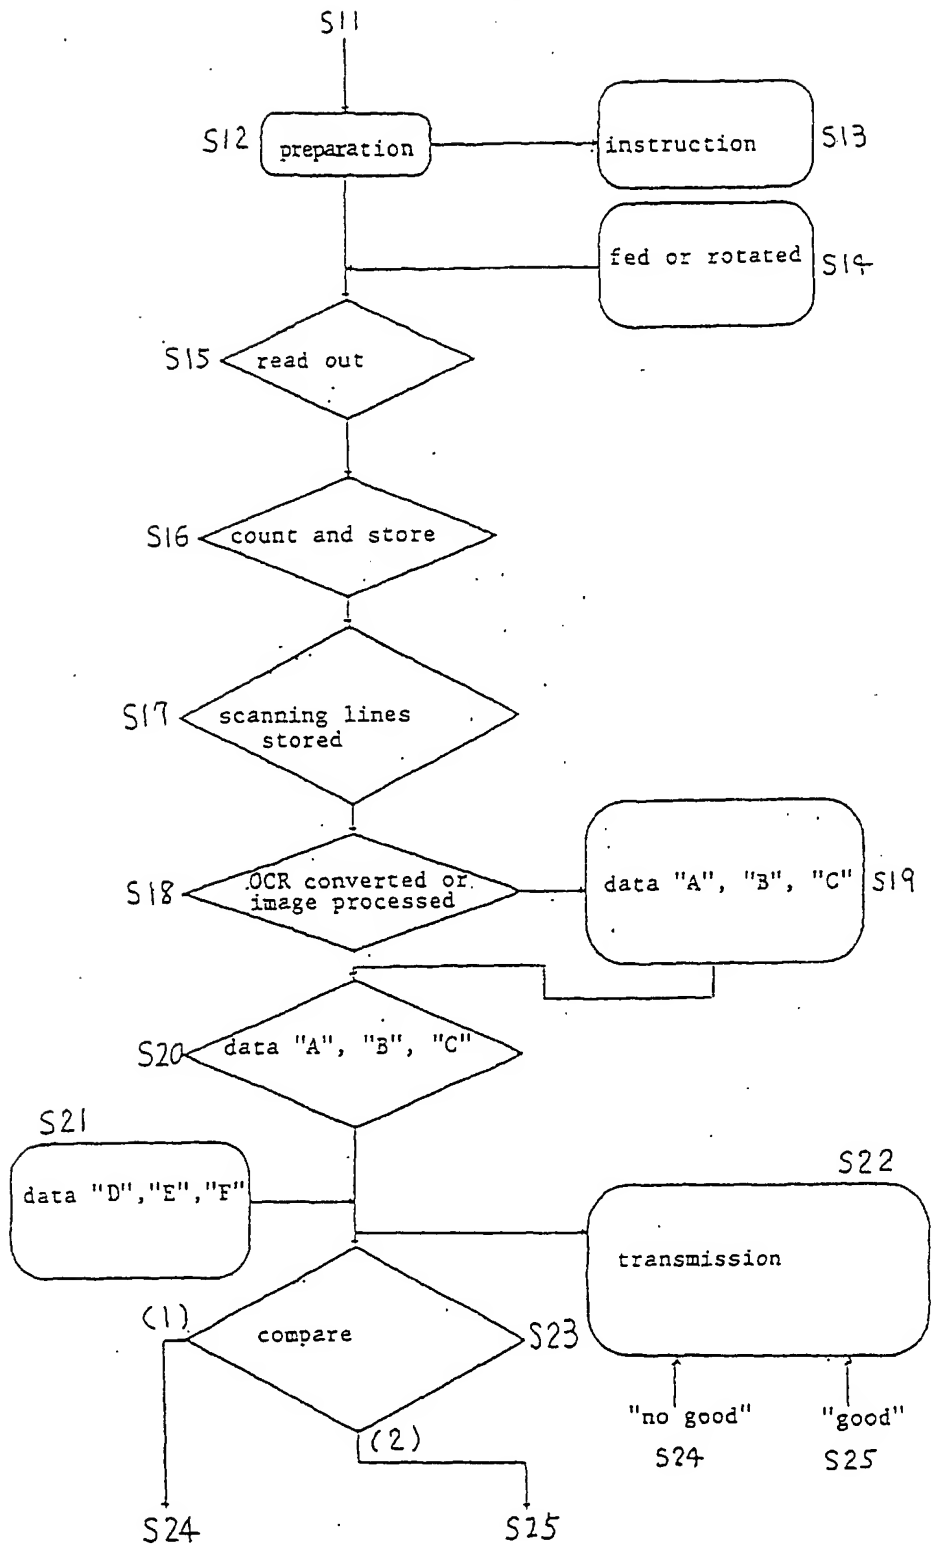 S11
S12
preparation
instruction
S13
fed or rotated
S14
S15
read out
S16
count and store
S17
scanning lines
stored
S18
OCR converted or
image processed
data "A", "B", "C"
S19
S20
data "A", "B", "C"
S21
data "D","E","F"
S22
transmission
(1)
compare
S23
"no good"
"good"
S24
S25
(2)
S24
S25